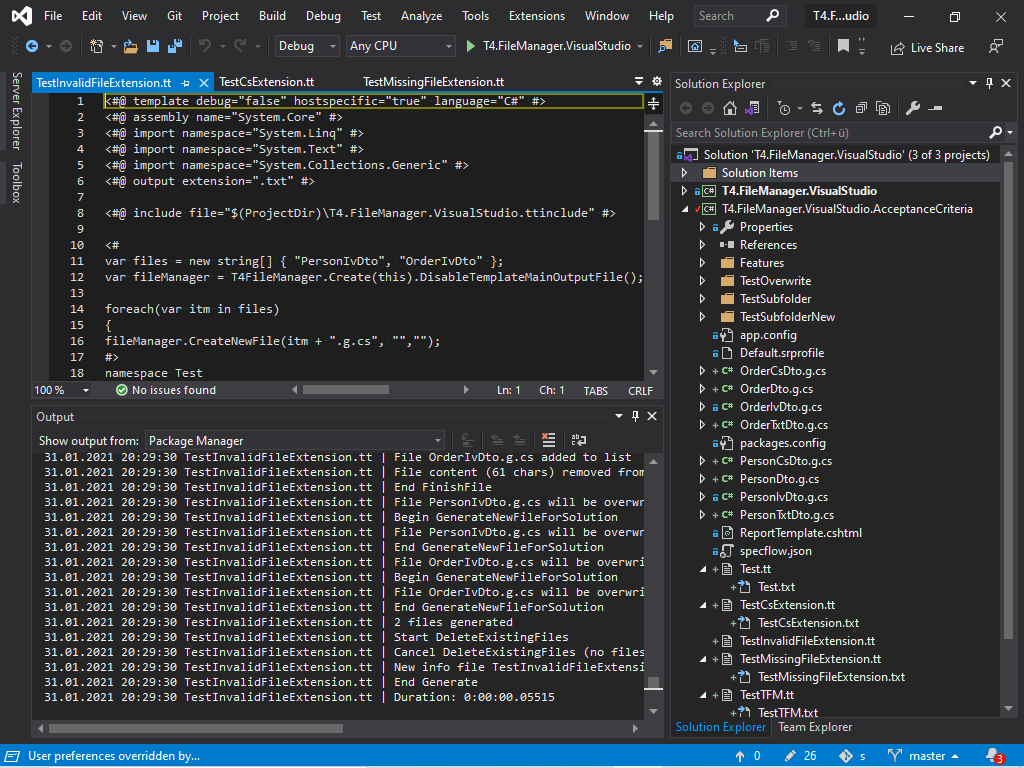 File Edit View Git Project Build Debug Test Analyze Tools Extensions Window Help Search T4.F...udio
Debug Any CPU T4.FileManager.VisualStudio Live Share
Server Explorer
Toolbox
TestInvalidFileExtension.tt TestCsExtension.tt TestMissingFileExtension.tt
1 <#@ template debug="false" hostspecific="true" language="C#" #>
2 <#@ assembly name="System.Core" #>
3 <#@ import namespace="System.Linq" #>
4 <#@ import namespace="System.Text" #>
5 <#@ import namespace="System.Collections.Generic" #>
6 <#@ output extension=".txt" #>
7
8 <#@ include file="$(ProjectDir)\T4.FileManager.VisualStudio.ttinclude" #>
9
10 <#
11 var files = new string[] { "PersonIvDto", "OrderIvDto" };
12 var fileManager = T4FileManager.Create(this).DisableTemplateMainOutputFile();
13
14 foreach(var itm in files)
15 {
16 fileManager.CreateNewFile(itm + ".g.cs", "","");
17 #>
18 namespace Test
100 % No issues found Ln: 1 Ch: 1 TABS CRLF
Output
Show output from: Package Manager
31.01.2021 20:29:30 TestInvalidFileExtension.tt | File OrderIvDto.g.cs added to list
31.01.2021 20:29:30 TestInvalidFileExtension.tt | File content (61 chars) removed from
31.01.2021 20:29:30 TestInvalidFileExtension.tt | End FinishFile
31.01.2021 20:29:30 TestInvalidFileExtension.tt | File PersonIvDto.g.cs will be overwr
31.01.2021 20:29:30 TestInvalidFileExtension.tt | Begin GenerateNewFileForSolution
31.01.2021 20:29:30 TestInvalidFileExtension.tt | File PersonIvDto.g.cs will be overwr
31.01.2021 20:29:30 TestInvalidFileExtension.tt | End GenerateNewFileForSolution
31.01.2021 20:29:30 TestInvalidFileExtension.tt | File OrderIvDto.g.cs will be overwri
31.01.2021 20:29:30 TestInvalidFileExtension.tt | Begin GenerateNewFileForSolution
31.01.2021 20:29:30 TestInvalidFileExtension.tt | File OrderIvDto.g.cs will be overwri
31.01.2021 20:29:30 TestInvalidFileExtension.tt | End GenerateNewFileForSolution
31.01.2021 20:29:30 TestInvalidFileExtension.tt | 2 files generated
31.01.2021 20:29:30 TestInvalidFileExtension.tt | Start DeleteExistingFiles
31.01.2021 20:29:30 TestInvalidFileExtension.tt | Cancel DeleteExistingFiles (no files
31.01.2021 20:29:30 TestInvalidFileExtension.tt | New info file TestInvalidFileExtensi
31.01.2021 20:29:30 TestInvalidFileExtension.tt | End Generate
31.01.2021 20:29:30 TestInvalidFileExtension.tt | Duration: 0:00:00.05515
Solution Explorer
Search Solution Explorer (Ctrl+ü)
Solution 'T4.FileManager.VisualStudio' (3 of 3 projects)
Solution Items
C# T4.FileManager.VisualStudio
C# T4.FileManager.VisualStudio.AcceptanceCriteria
Properties
References
Features
TestOverwrite
TestSubfolder
TestSubfolderNew
app.config
Default.srprofile
C# OrderCsDto.g.cs
C# OrderDto.g.cs
C# OrderIvDto.g.cs
C# OrderTxtDto.g.cs
packages.config
C# PersonCsDto.g.cs
C# PersonDto.g.cs
C# PersonIvDto.g.cs
C# PersonTxtDto.g.cs
ReportTemplate.cshtml
specflow.json
Test.tt
Test.txt
TestCsExtension.tt
TestCsExtension.txt
TestInvalidFileExtension.tt
TestMissingFileExtension.tt
TestMissingFileExtension.txt
TestTFM.tt
TestTFM.txt
Solution Explorer Team Explorer
User preferences overridden by... 0 26 s master 3